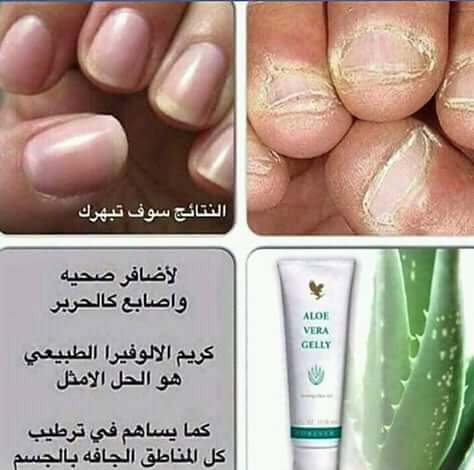 النتائج سوف تبهرك
لأضافر صحيه
واصابع كالحربر
كريم الالوفيرا الطبيعي
هو الحل الامثل
كما يساهم في ترطيب
كل المناطق الجافه بالجسم
ALOE
VERA
GELLY
FOREVER